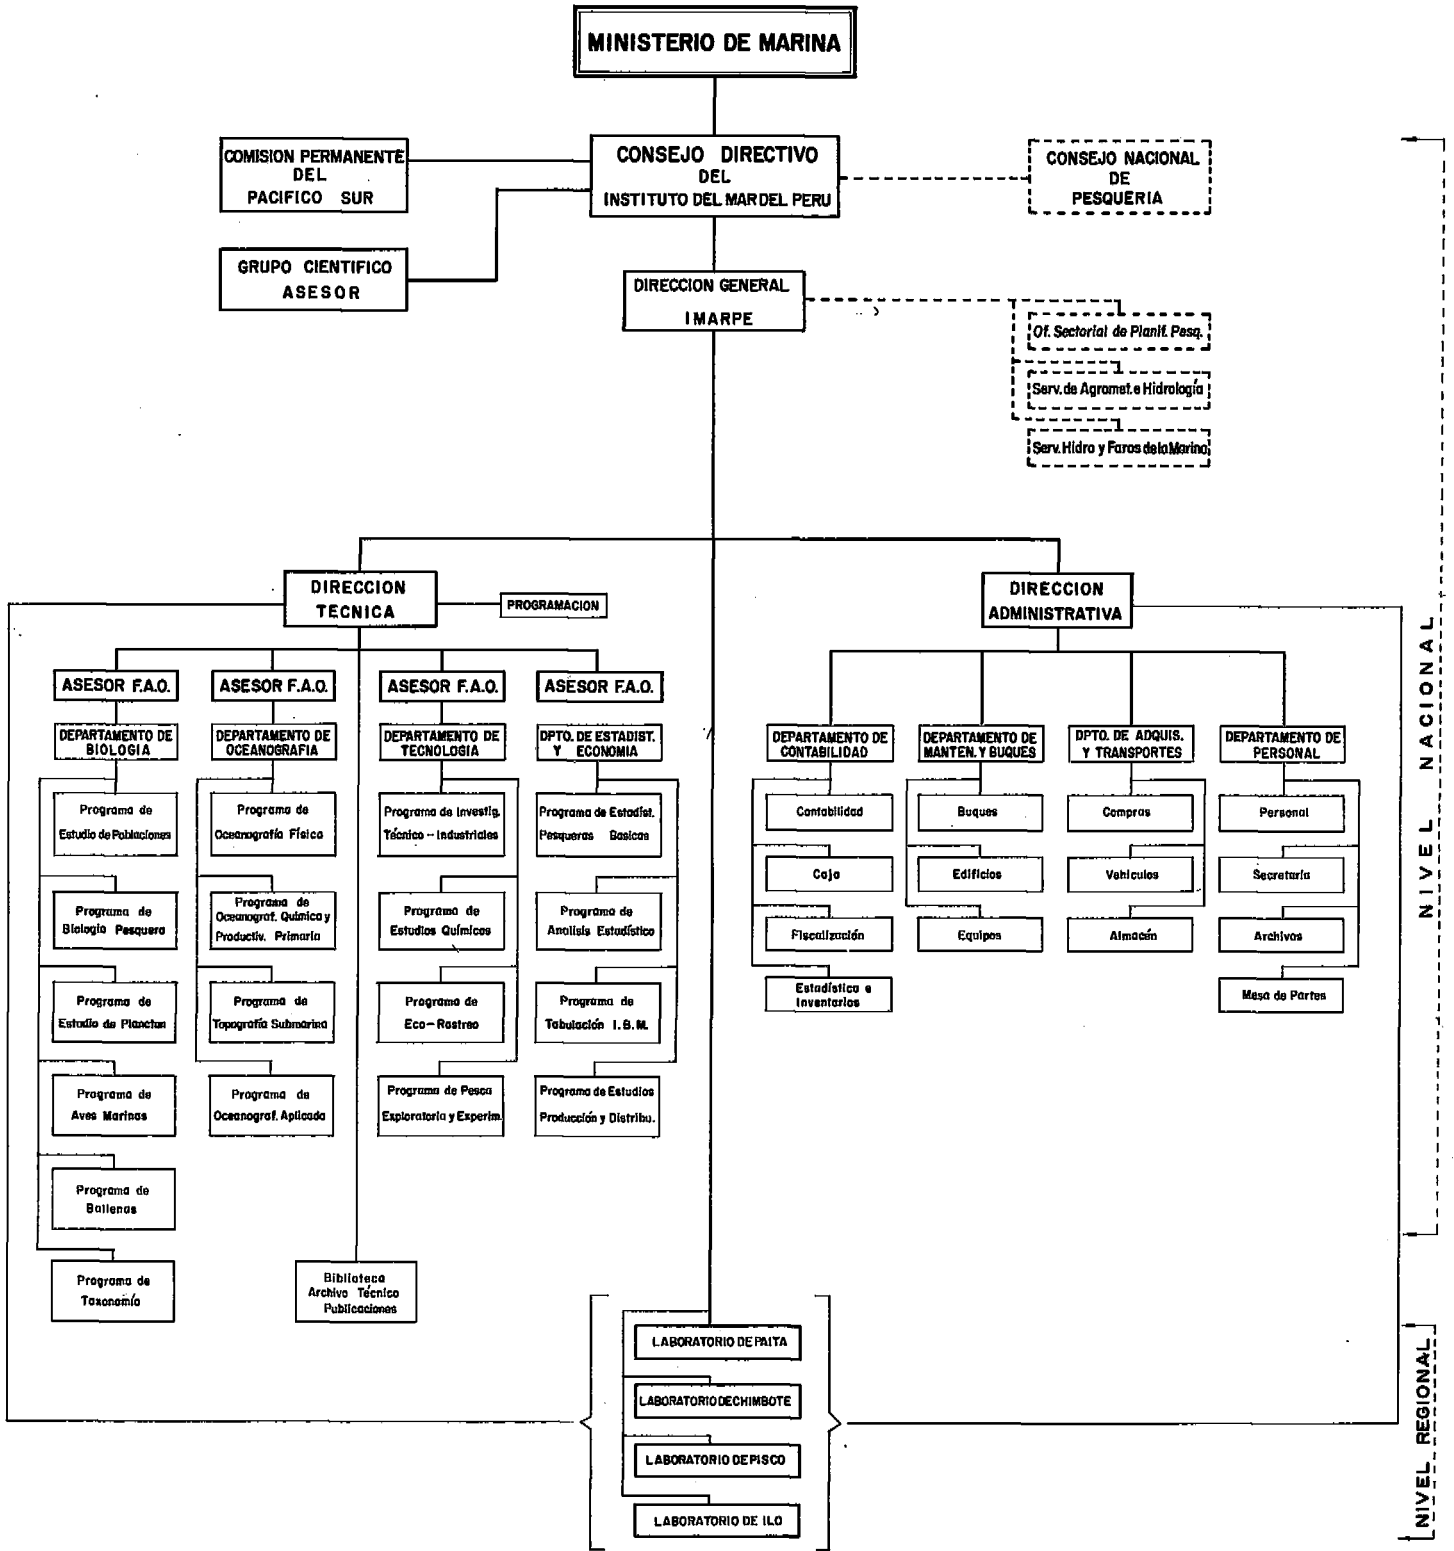 MINISTERIO DE MARINA
COMISION PERMANENTE
DEL
PACIFICO SUR
CONSEJO DIRECTIVO
DEL
INSTITUTO DEL MAR DEL PERU
CONSEJO NACIONAL
DE
PESQUERIA
GRUPO CIENTIFICO
ASESOR
DIRECCION GENERAL
IMARPE
Of. Sectorial de Planif. Pesq.
Serv. de Agromet. e Hidrología
Serv. Hidro y Faros de la Marina
DIRECCION
TECNICA
PROGRAMACION
DIRECCION
ADMINISTRATIVA
ASESOR F.A.O.
ASESOR F.A.O.
ASESOR F.A.O.
ASESOR F.A.O.
DEPARTAMENTO DE
BIOLOGIA
DEPARTAMENTO DE
OCEANOGRAFIA
DEPARTAMENTO DE
TECNOLOGIA
DPTO. DE ESTADIST.
Y ECONOMIA
DEPARTAMENTO DE
CONTABILIDAD
DEPARTAMENTO DE
MANTEN. Y BUQUES
DPTO. DE ADQUIS.
Y TRANSPORTES
DEPARTAMENTO DE
PERSONAL
Programa de
Estudio de Poblaciones
Programa de
Oceanografía Física
Programa de Investig.
Técnico - Industriales
Programa de Estadíst.
Pesqueras Basicas
Contabilidad
Buques
Compras
Personal
Programa de
Biología Pesquera
Programa de
Oceanograf. Química y
Productiv. Primaria
Programa de
Estudios Químicos
Programa de
Analisis Estadístico
Caja
Edificios
Vehículos
Secretaría
Fiscalización
Equipos
Almacén
Archivos
Programa de
Estudio de Plancton
Programa de
Topografía Submarina
Programa de
Eco-Rastreo
Programa de
Tabulación I.B.M.
Estadística e
Inventarios
Mesa de Partes
Programa de
Aves Marinas
Programa de
Oceanograf. Aplicada
Programa de Pesca
Exploratoria y Experim.
Programa de Estudios
Producción y Distribu.
Programa de
Ballenas
Programa de
Taxonomía
Biblioteca
Archivo Técnico
Publicaciones
LABORATORIO DE PAITA
LABORATORIO DE CHIMBOTE
LABORATORIO DE PISCO
LABORATORIO DE ILO
NIVEL NACIONAL
NIVEL REGIONAL